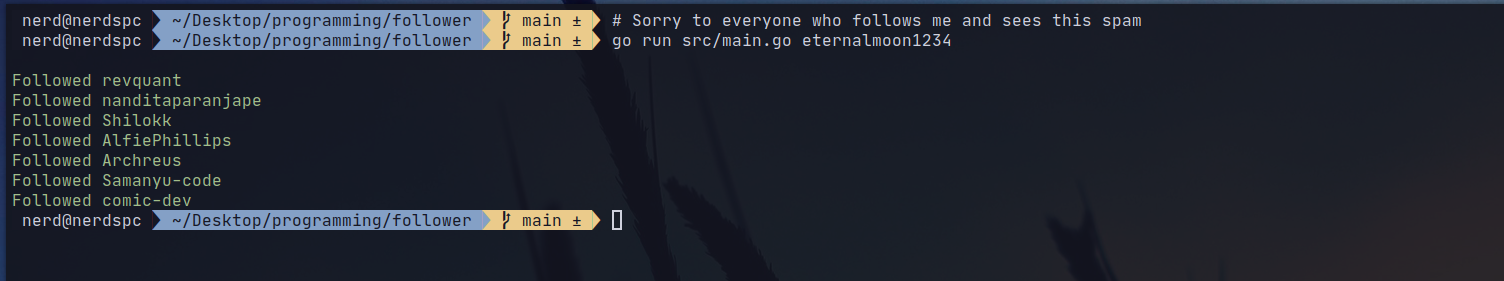 nerd@nerdspc ~/Desktop/programming/follower main ± # Sorry to everyone who follows me and sees this spam
nerd@nerdspc ~/Desktop/programming/follower main ± go run src/main.go eternalmoon1234
Followed revquant
Followed nanditaparanjape
Followed Shilokk
Followed AlfiePhillips
Followed Archreus
Followed Samanyu-code
Followed comic-dev
nerd@nerdspc ~/Desktop/programming/follower main ±